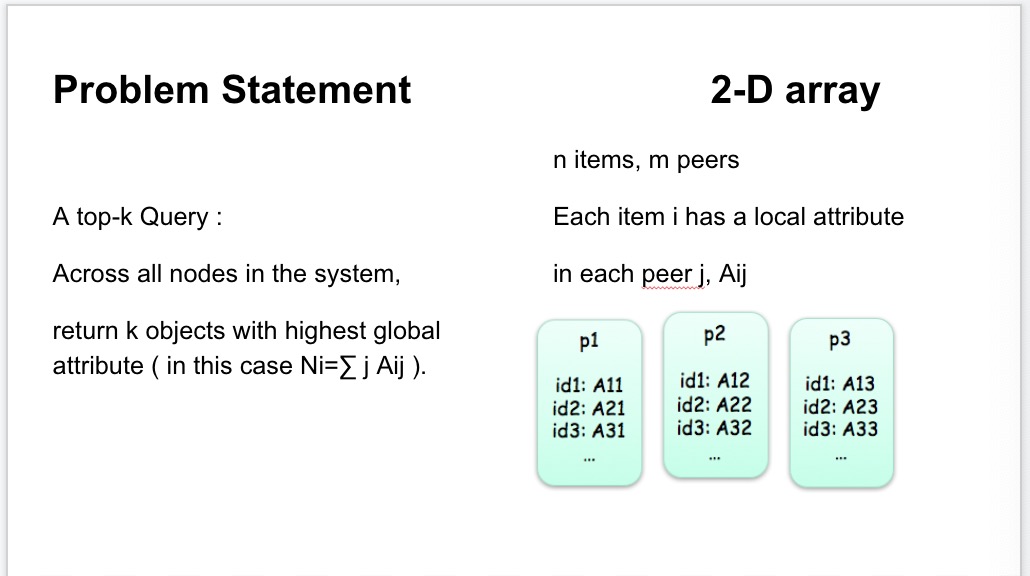 Problem Statement
A top-k Query :
Across all nodes in the system,
return k objects with highest global
attribute ( in this case Ni=∑ j Aij ).
2-D array
n items, m peers
Each item i has a local attribute
in each peer j, Aij
p1
id1: A11
id2: A21
id3: A31
...
p2
id1: A12
id2: A22
id3: A32
...
p3
id1: A13
id2: A23
id3: A33
...